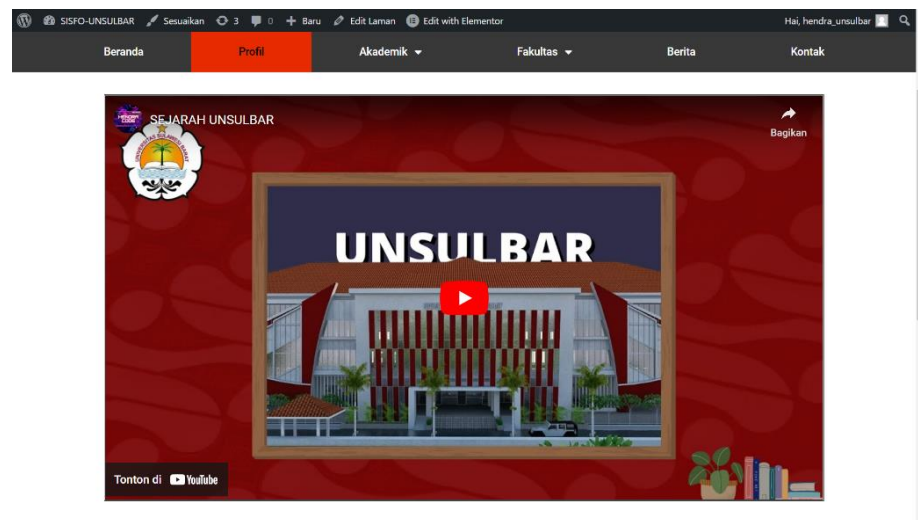 SISFO-UNSULBAR Sesuaikan 3 0 + Baru Edit Laman Edit with Elementor Hai, hendra_unsulbar
Beranda Profil Akademik Fakultas Berita Kontak
SEJARAH UNSULBAR
Bagikan
UNSULBAR
Tonton di YouTube